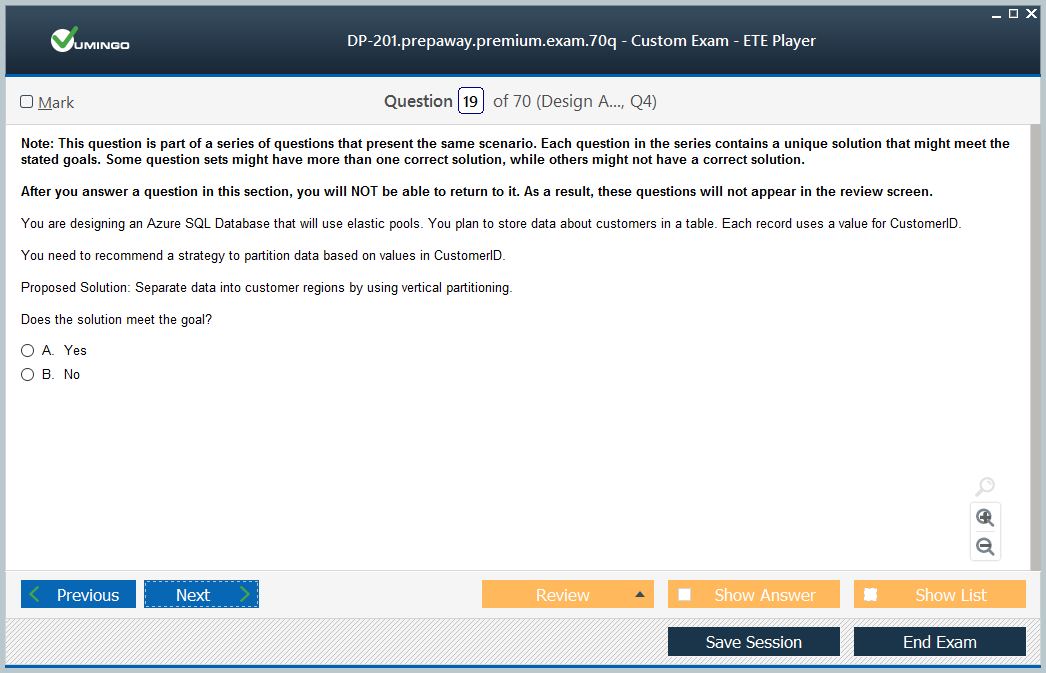 VUMINGO
DP-201.prepaway.premium.exam.70q - Custom Exam - ETE Player
Mark
Question 19 of 70 (Design A..., Q4)
Note: This question is part of a series of questions that present the same scenario. Each question in the series contains a unique solution that might meet the
stated goals. Some question sets might have more than one correct solution, while others might not have a correct solution.
After you answer a question in this section, you will NOT be able to return to it. As a result, these questions will not appear in the review screen.
You are designing an Azure SQL Database that will use elastic pools. You plan to store data about customers in a table. Each record uses a value for CustomerID.
You need to recommend a strategy to partition data based on values in CustomerID.
Proposed Solution: Separate data into customer regions by using vertical partitioning.
Does the solution meet the goal?
A. Yes
B. No
Previous Next Review Show Answer Show List
Save Session End Exam